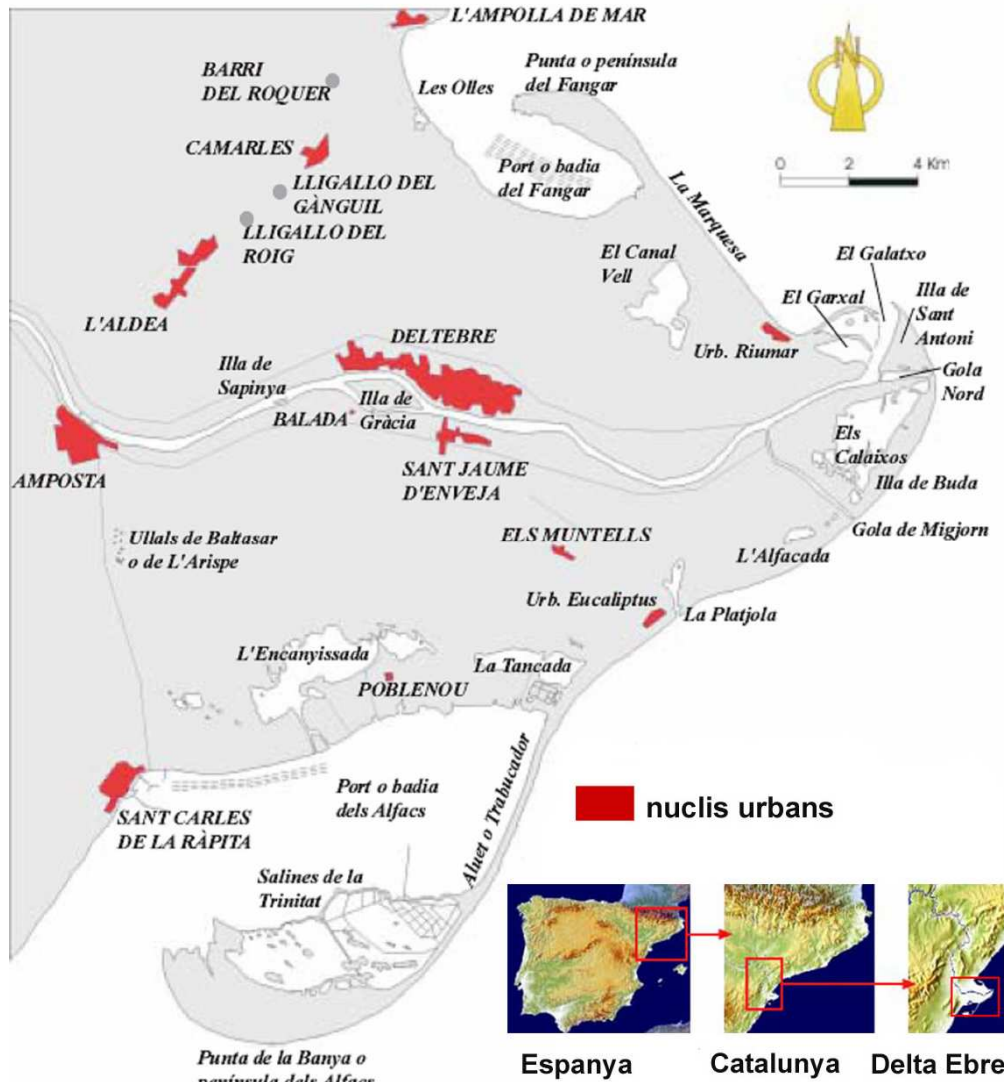 L'AMPOLLA DE MAR
BARRI
DEL ROQUER
Les Olles
Punta o península
del Fangar
0 2 4 Km
CAMARLES
Port o badia
del Fangar
LLIGALLO DEL
GÀNGUIL
LLIGALLO DEL
ROIG
La Marquesa
El Canal
Vell
El Galatxo
El Garxal
Illa de
Sant
Antoni
L'ALDEA
DELTEBRE
Urb. Riumar
Illa de
Sapinya
Gola
Nord
BALADA
Illa de
Gràcia
Els
Calaixos
AMPOSTA
SANT JAUME
D'ENVEJA
Illa de Buda
Gola de Migjorn
Ullals de Baltasar
o de L'Arispe
ELS MUNTELLS
L'Alfacada
Urb. Eucaliptus
La Platjola
L'Encanyissada
La Tancada
POBLENOU
Port o badia
dels Alfacs
Aluet o Trabucador
nuclis urbans
SANT CARLES
DE LA RÀPITA
Salines de la
Trinitat
Punta de la Banya o
península dels Alfacs
Espanya
Catalunya
Delta Ebre